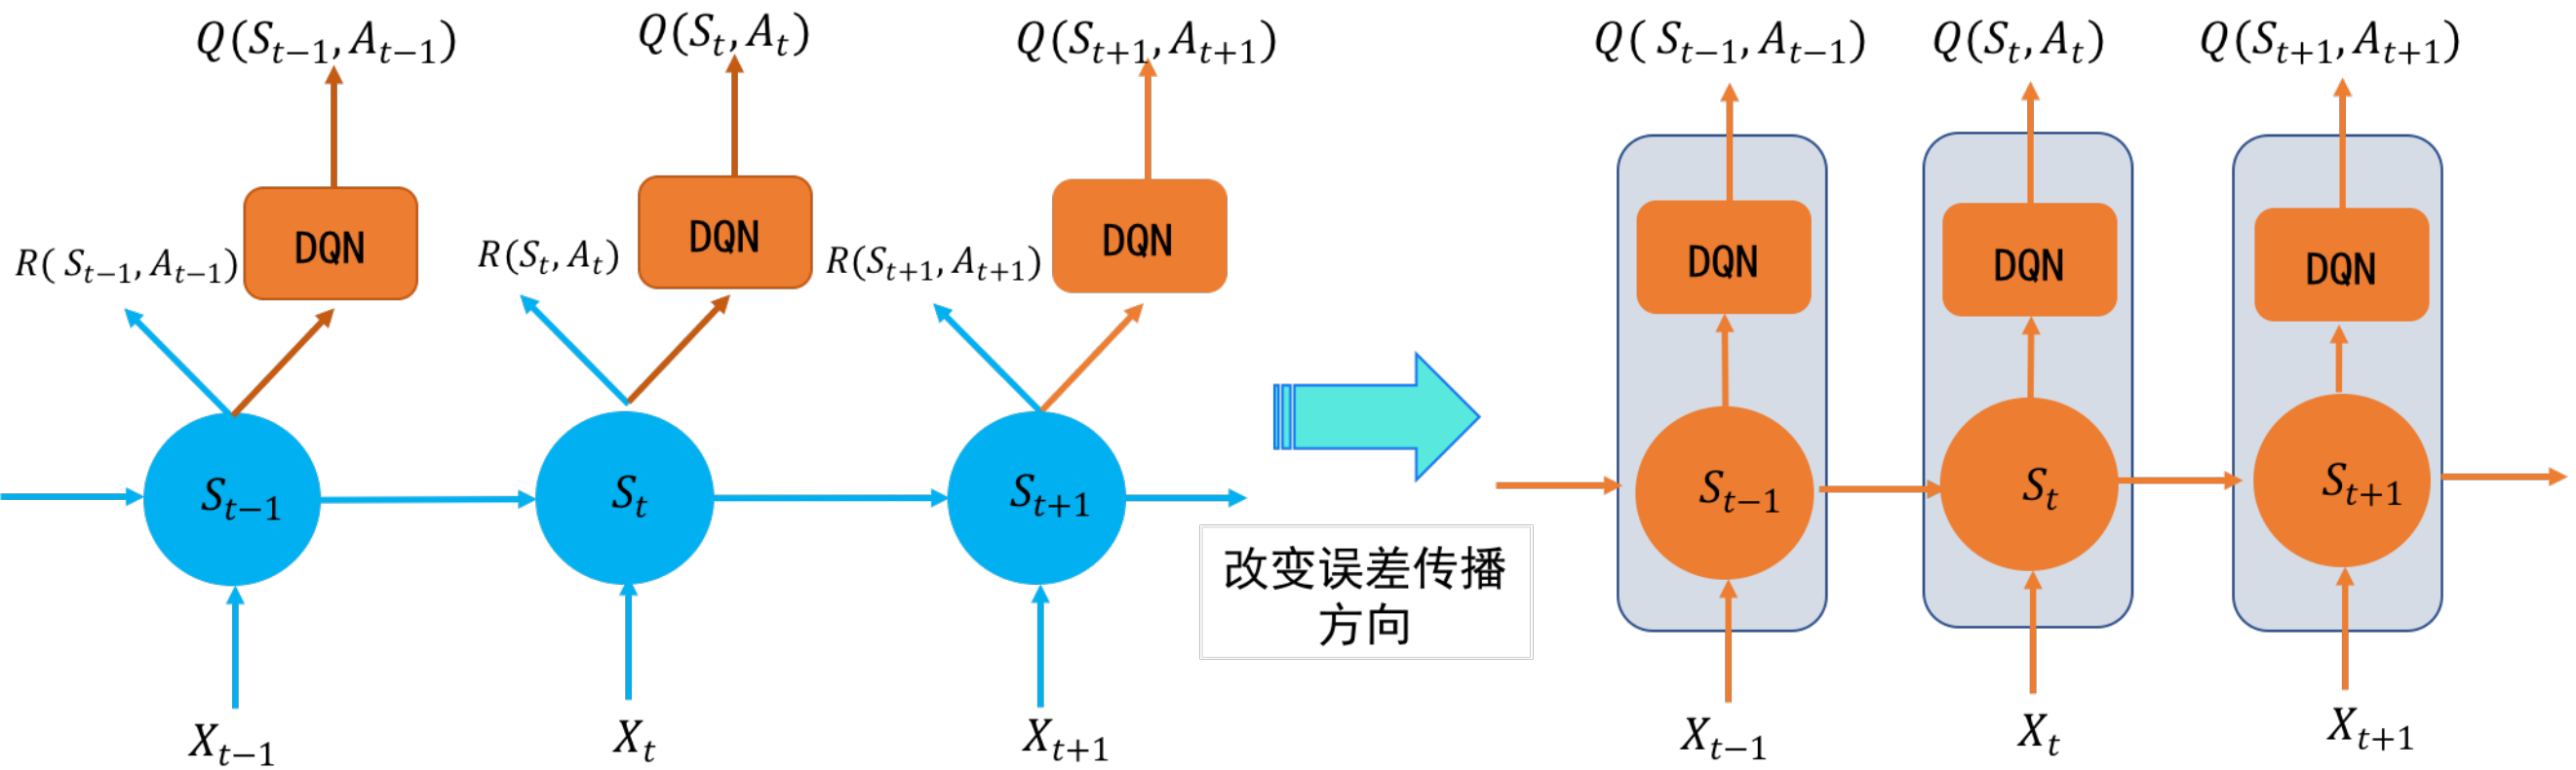 Q(S_{t-1}, A_{t-1})
Q(S_t, A_t)
Q(S_{t+1}, A_{t+1})
DQN
DQN
DQN
R( S_{t-1}, A_{t-1})
R(S_t, A_t)
R(S_{t+1}, A_{t+1})
S_{t-1}
S_t
S_{t+1}
X_{t-1}
X_t
X_{t+1}
改变误差传播
方向
Q( S_{t-1}, A_{t-1})
Q(S_t, A_t)
Q(S_{t+1}, A_{t+1})
DQN
DQN
DQN
S_{t-1}
S_t
S_{t+1}
X_{t-1}
X_t
X_{t+1}